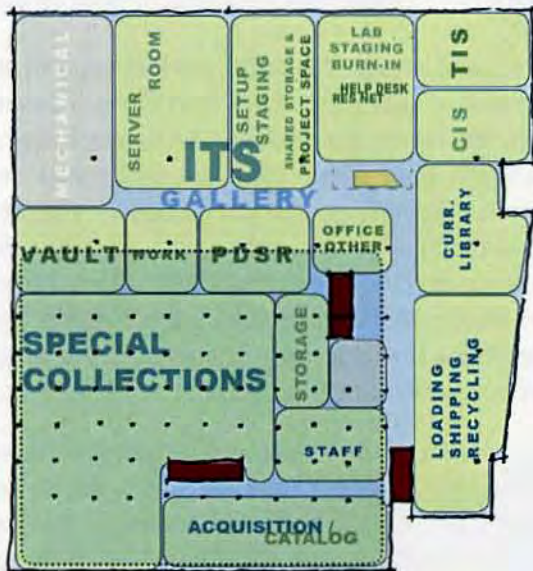 MECHANICAL
SERVER
ROOM
SETUP
STAGING
SHARED STORAGE &
PROJECT SPACE
LAB
STAGING
BURN-IN
HELP DESK
RES NET
TIS
CIS
ITS
GALLERY
CURR.
LIBRARY
VAULT
WORK
PDSR
OFFICE
OTHER
SPECIAL
COLLECTIONS
STORAGE
STAFF
LOADING
SHIPPING
RECYCLING
ACQUISITION /
CATALOG